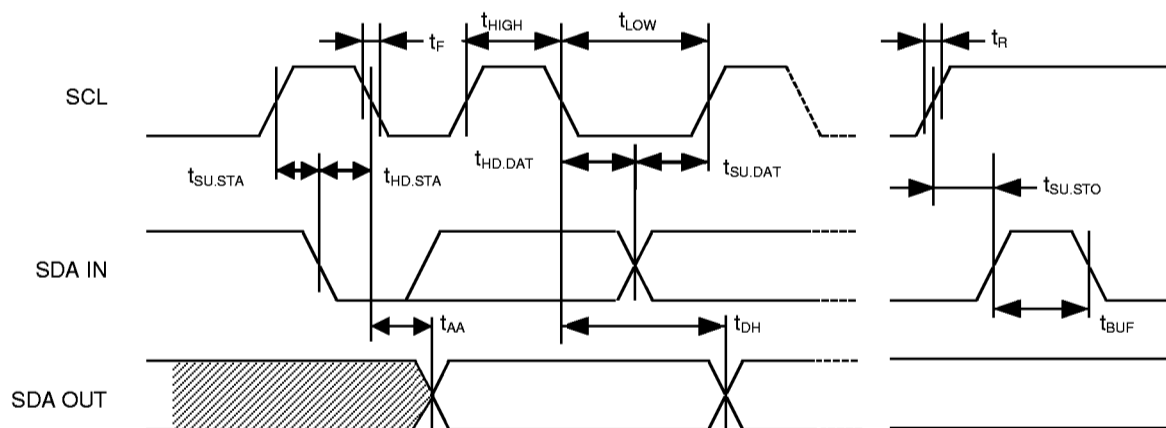 tHIGH
tLOW
tF
tR
SCL
tSU.STA
tHD.STA
tHD.DAT
tSU.DAT
tSU.STO
SDA IN
tAA
tDH
tBUF
SDA OUT